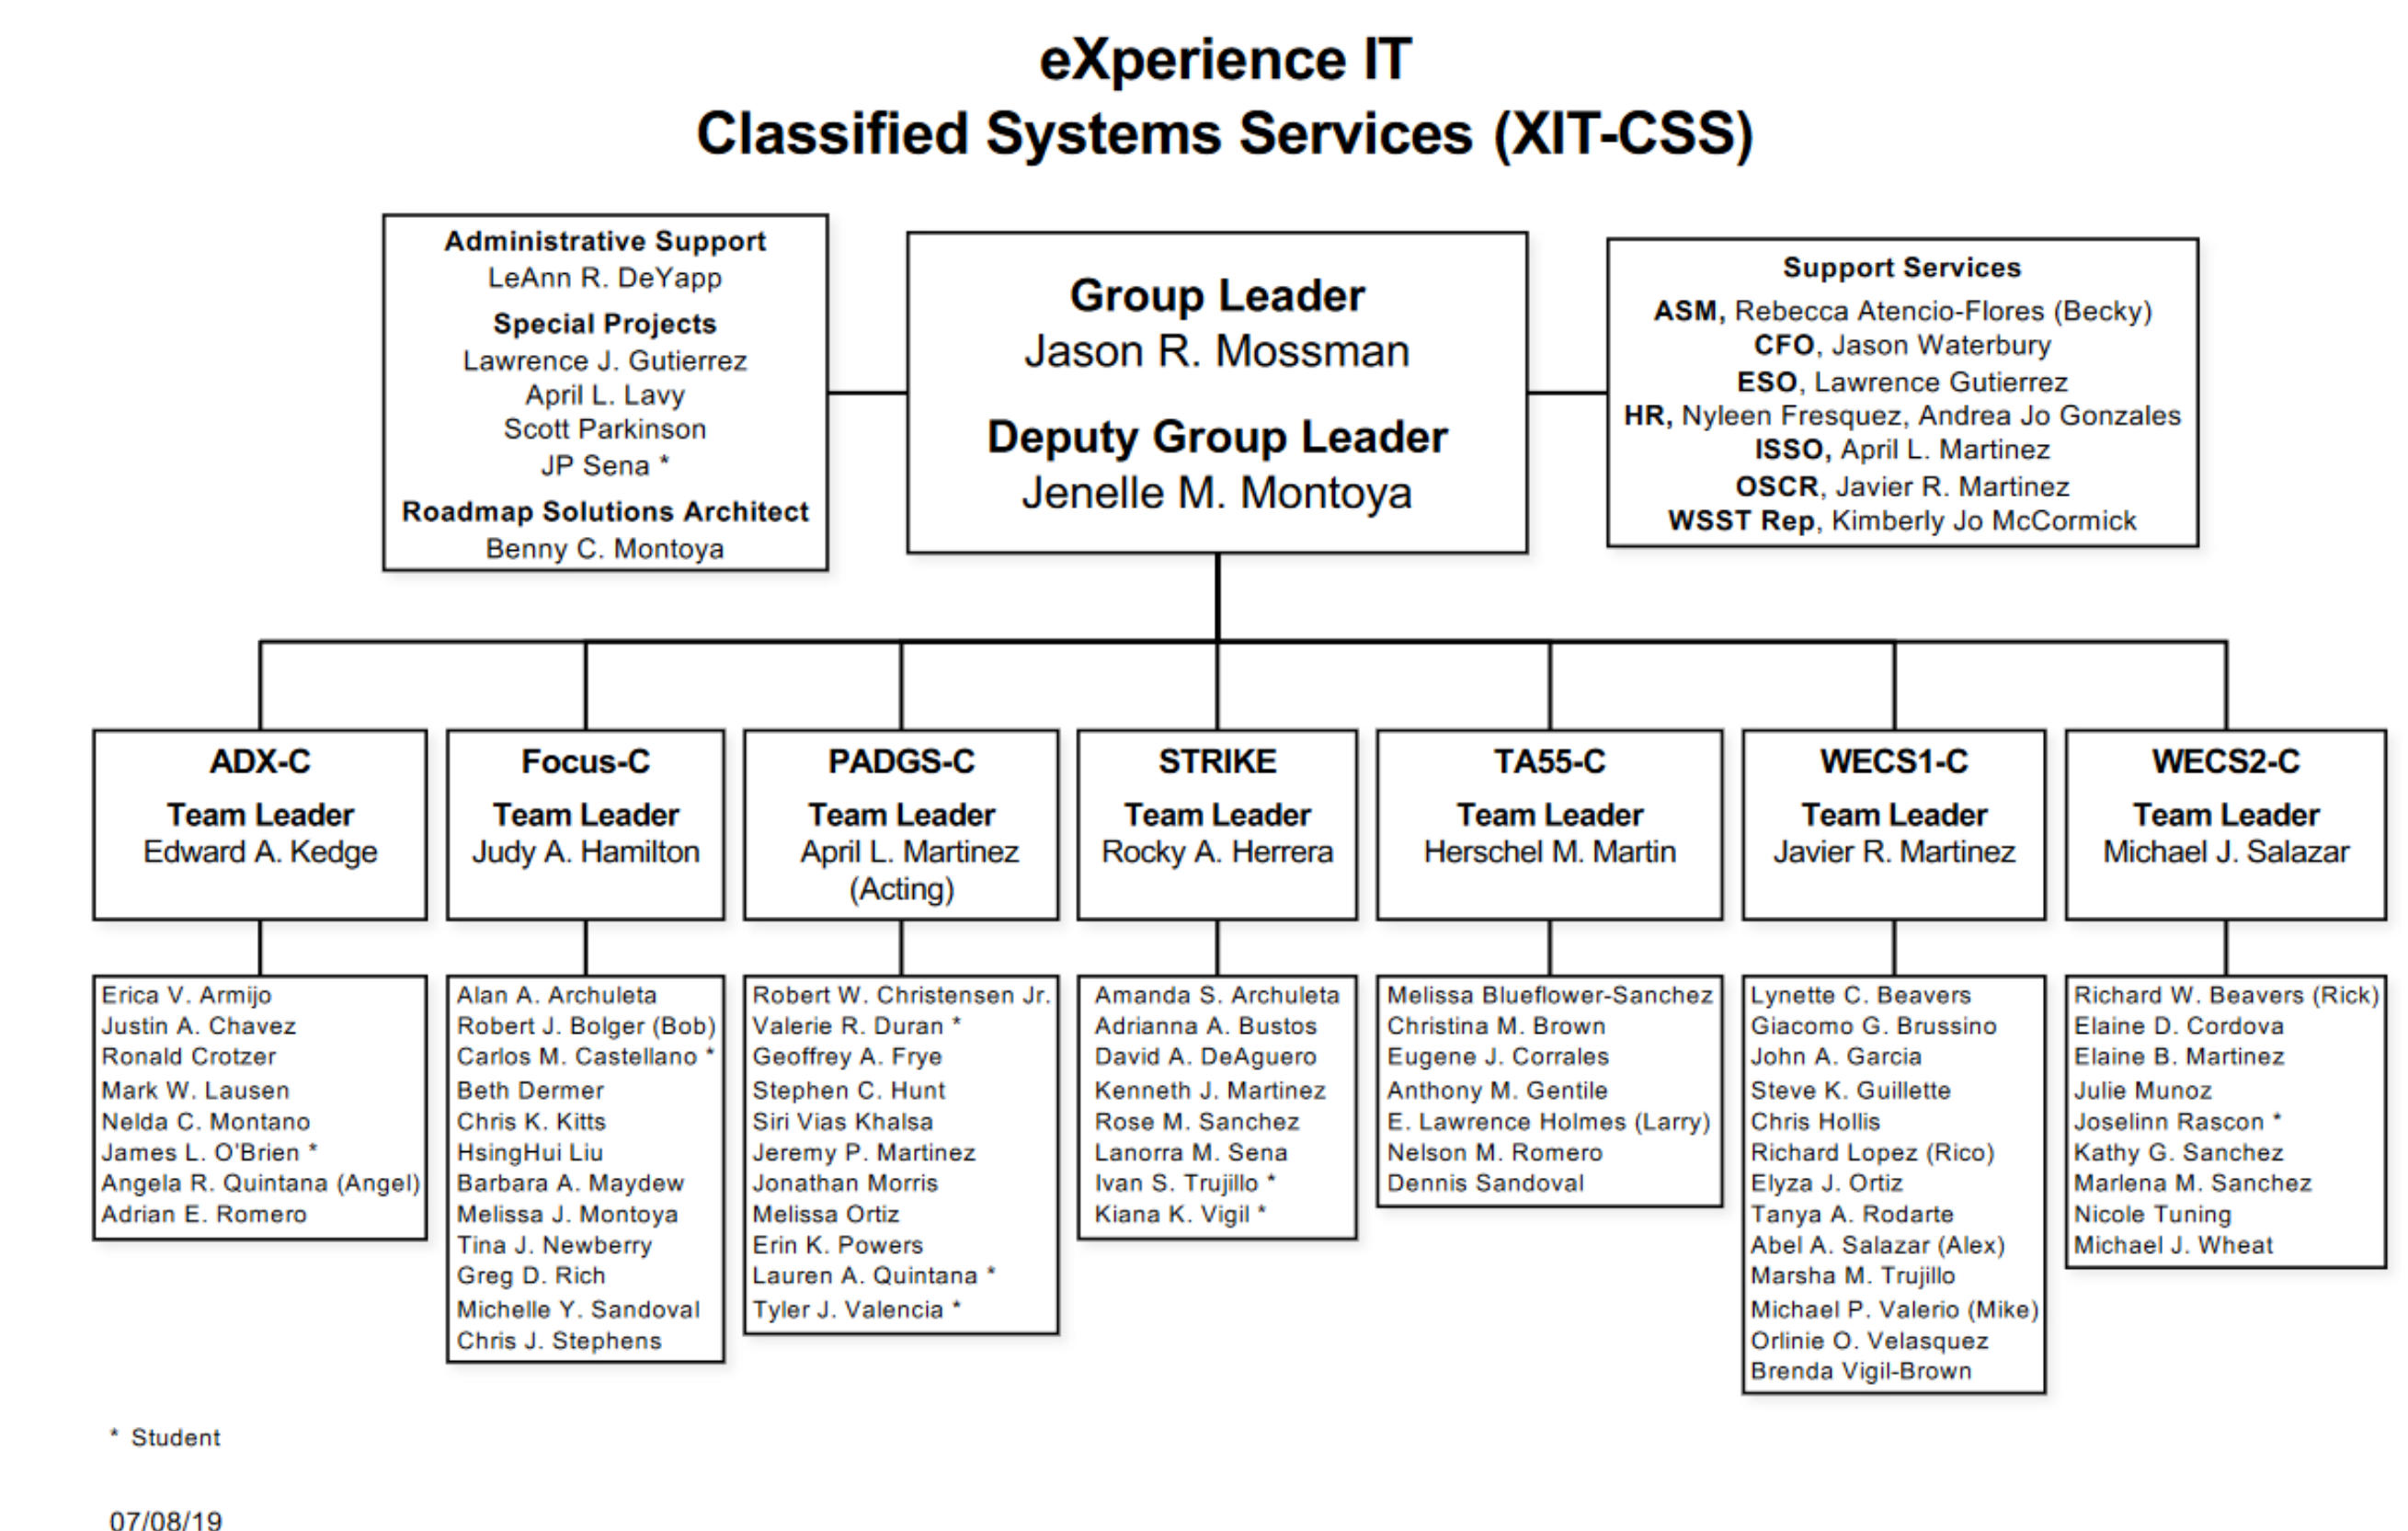 eXperience IT
Classified Systems Services (XIT-CSS)
Administrative Support
LeAnn R. DeYapp
Special Projects
Lawrence J. Gutierrez
April L. Lavy
Scott Parkinson
JP Sena *
Roadmap Solutions Architect
Benny C. Montoya
Group Leader
Jason R. Mossman
Deputy Group Leader
Jenelle M. Montoya
Support Services
ASM, Rebecca Atencio-Flores (Becky)
CFO, Jason Waterbury
ESO, Lawrence Gutierrez
HR, Nyleen Fresquez, Andrea Jo Gonzales
ISSO, April L. Martinez
OSCR, Javier R. Martinez
WSST Rep, Kimberly Jo McCormick
ADX-C
Team Leader
Edward A. Kedge
Erica V. Armijo
Justin A. Chavez
Ronald Crotzer
Mark W. Lausen
Nelda C. Montano
James L. O'Brien *
Angela R. Quintana (Angel)
Adrian E. Romero
Focus-C
Team Leader
Judy A. Hamilton
Alan A. Archuleta
Robert J. Bolger (Bob)
Carlos M. Castellano *
Beth Dermer
Chris K. Kitts
HsingHui Liu
Barbara A. Maydew
Melissa J. Montoya
Tina J. Newberry
Greg D. Rich
Michelle Y. Sandoval
Chris J. Stephens
PADGS-C
Team Leader
April L. Martinez
(Acting)
Robert W. Christensen Jr.
Valerie R. Duran *
Geoffrey A. Frye
Stephen C. Hunt
Siri Vias Khalsa
Jeremy P. Martinez
Jonathan Morris
Melissa Ortiz
Erin K. Powers
Lauren A. Quintana *
Tyler J. Valencia *
STRIKE
Team Leader
Rocky A. Herrera
Amanda S. Archuleta
Adrianna A. Bustos
David A. DeAguero
Kenneth J. Martinez
Rose M. Sanchez
Lanorra M. Sena
Ivan S. Trujillo *
Kiana K. Vigil *
TA55-C
Team Leader
Herschel M. Martin
Melissa Blueflower-Sanchez
Christina M. Brown
Eugene J. Corrales
Anthony M. Gentile
E. Lawrence Holmes (Larry)
Nelson M. Romero
Dennis Sandoval
WECS1-C
Team Leader
Javier R. Martinez
Lynette C. Beavers
Giacomo G. Brussino
John A. Garcia
Steve K. Guillette
Chris Hollis
Richard Lopez (Rico)
Elyza J. Ortiz
Tanya A. Rodarte
Abel A. Salazar (Alex)
Marsha M. Trujillo
Michael P. Valerio (Mike)
Orlinie O. Velasquez
Brenda Vigil-Brown
WECS2-C
Team Leader
Michael J. Salazar
Richard W. Beavers (Rick)
Elaine D. Cordova
Elaine B. Martinez
Julie Munoz
Joselinn Rascon *
Kathy G. Sanchez
Marlena M. Sanchez
Nicole Tuning
Michael J. Wheat
* Student
07/08/19